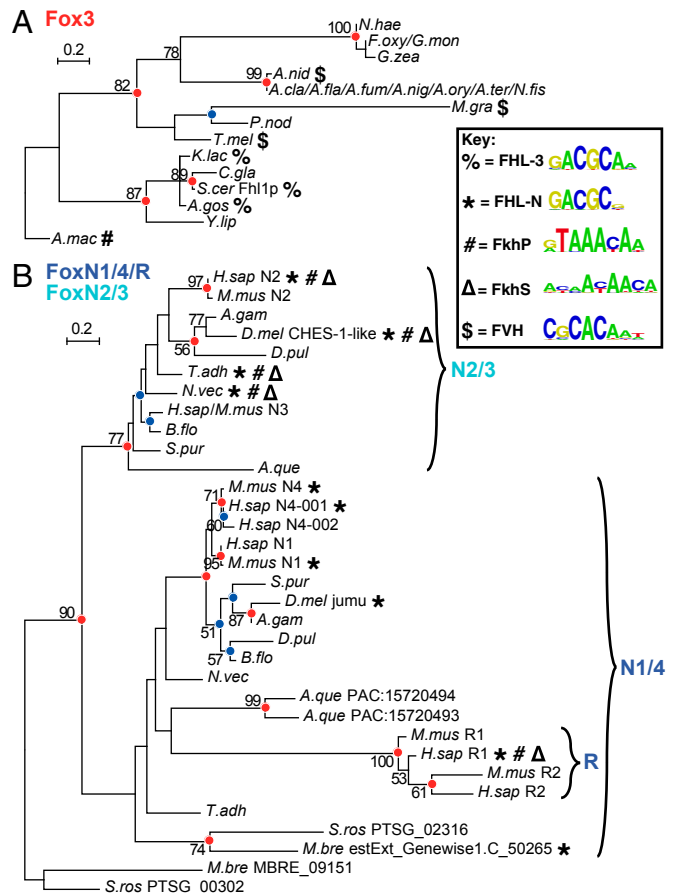 A Fox3
0.2
N.hae
100
F.oxy/G.mon
G.zea
78
99
A.nid $
A.cla/A.fla/A.fum/A.nig/A.ory/A.ter/N.fis
82
M.gra $
P.nod
T.mel $
K.lac %
89
C.gla
S.cer Fhl1p %
87
A.gos %
Y.lip
A.mac #
Key:
% = FHL-3 GACGCA
* = FHL-N GACGC
# = FkhP GTAAACAA
Δ = FkhS ACAAACAACA
$ = FVH CGCACAAT
B FoxN1/4/R
FoxN2/3
0.2
97
H.sap N2 * # Δ
M.mus N2
77
A.gam
D.mel CHES-1-like * # Δ
56
D.pul
T.adh * # Δ
N.vec * # Δ
H.sap/M.mus N3
B.flo
77
S.pur
A.que
N2/3
M.mus N4 *
71
H.sap N4-001 *
60
H.sap N4-002
H.sap N1
95
M.mus N1 *
S.pur
D.mel jumu *
87
A.gam
51
D.pul
57
B.flo
90
N.vec
99
A.que PAC:15720494
A.que PAC:15720493
M.mus R1
100
H.sap R1 * # Δ
53
M.mus R2
61
H.sap R2
R
N1/4
T.adh
S.ros PTSG_02316
74
M.bre estExt_Genewise1.C_50265 *
M.bre MBRE_09151
S.ros PTSG_00302